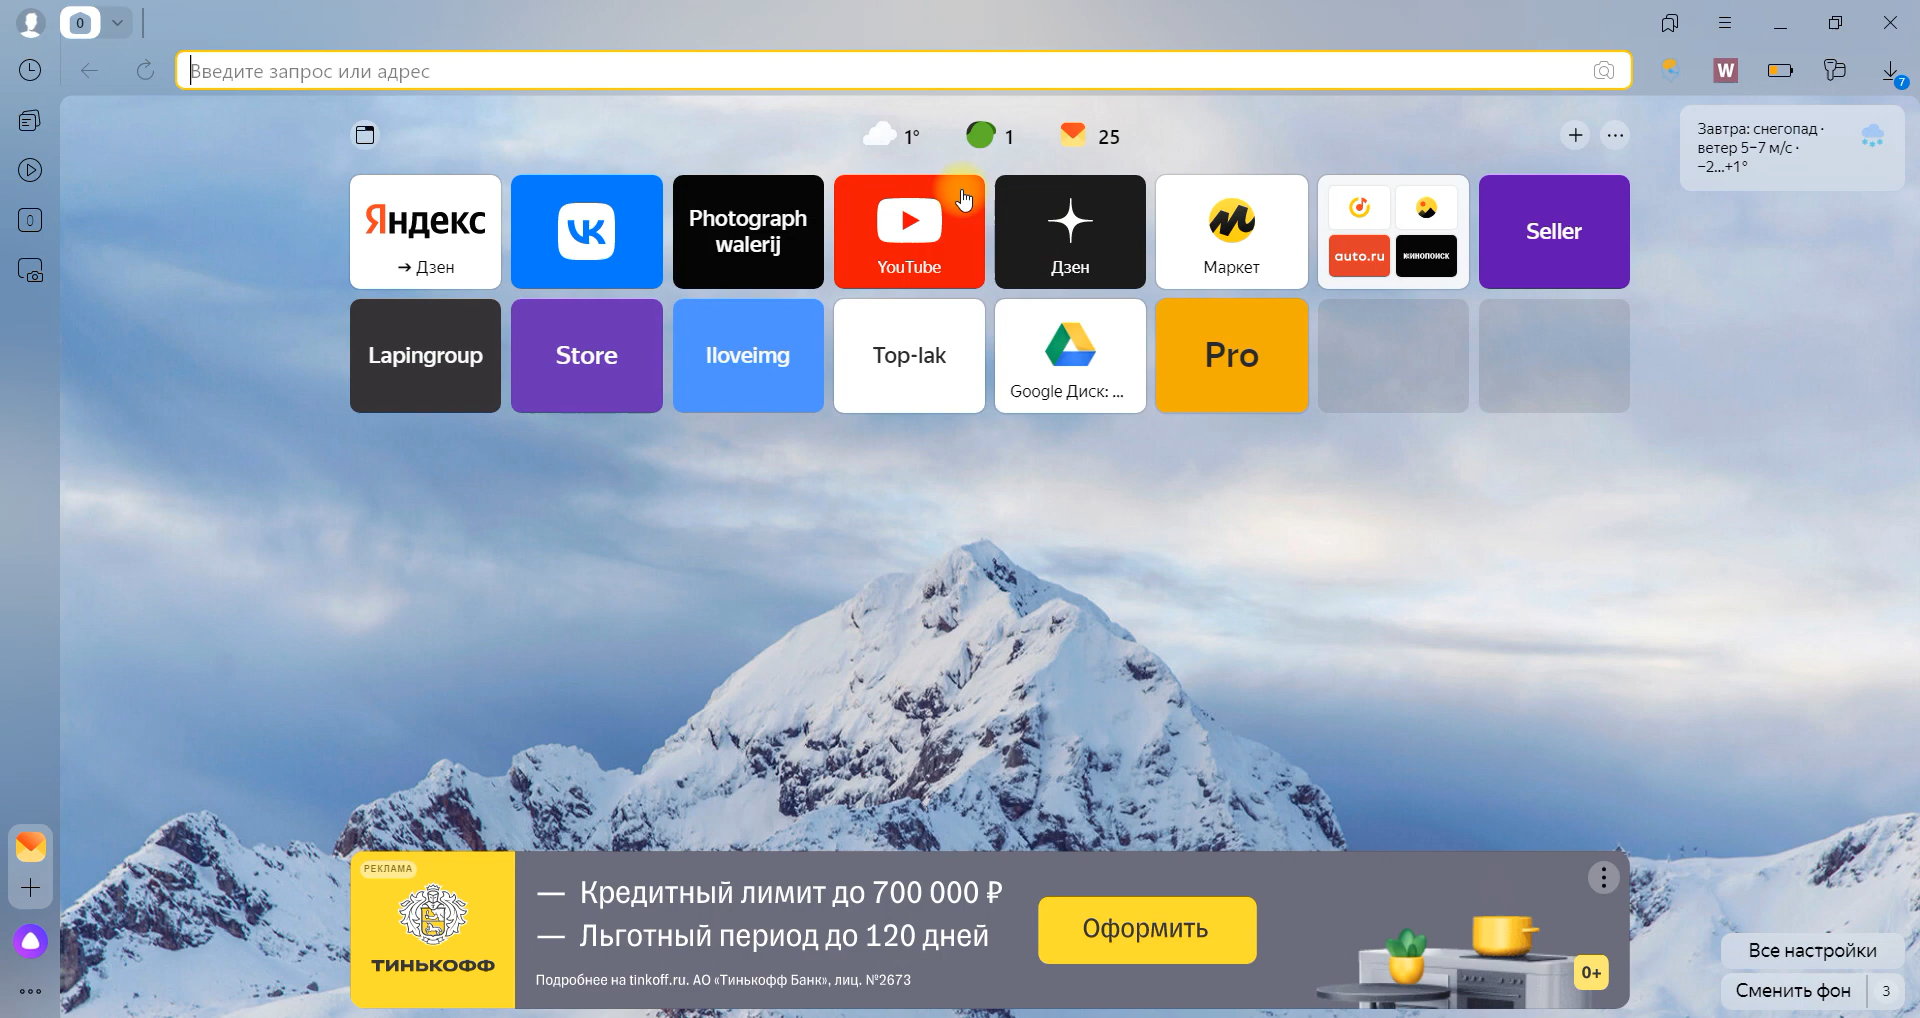 0
Введите запрос или адрес
W
7
1°
1
25
Завтра: снегопад ·
ветер 5–7 м/с ·
−2...+1°
Яндекс
→ Дзен
Photograph
walerij
YouTube
Дзен
Маркет
auto.ru
КИНОПОИСК
Seller
0
Lapingroup
Store
Iloveimg
Top-lak
Google Диск: ...
Pro
РЕКЛАМА
ТИНЬКОФФ
— Кредитный лимит до 700 000 ₽
— Льготный период до 120 дней
Подробнее на tinkoff.ru. АО «Тинькофф Банк», лиц. №2673
Оформить
0+
Все настройки
Сменить фон
3